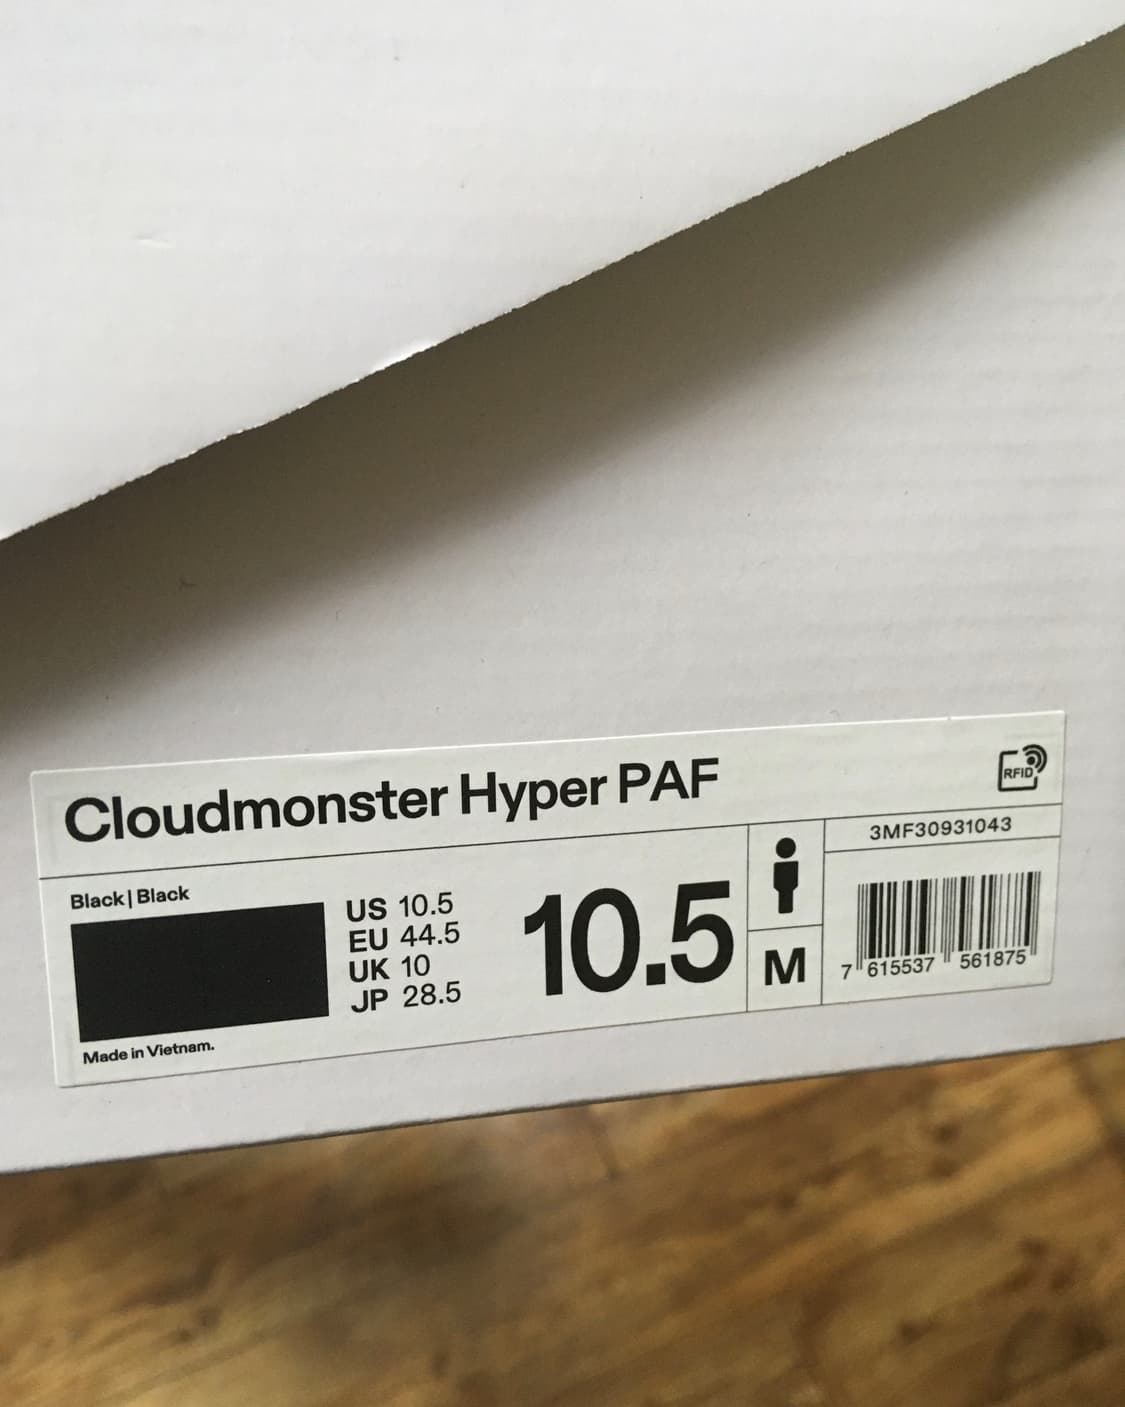 Cloudmonster Hyper PAF
RFID
3MF30931043
Black | Black
US 10.5
EU 44.5
UK 10
JP 28.5
10.5
M
7 615537 561875
Made in Vietnam.